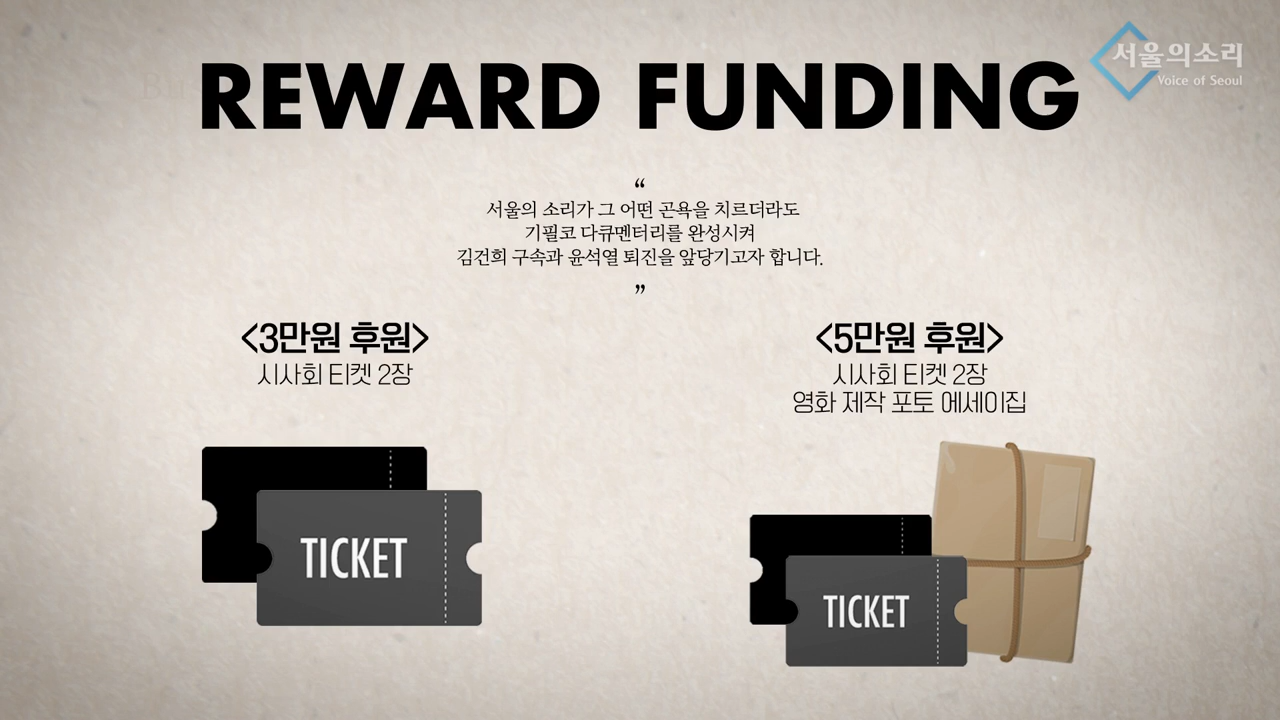 서울의소리
Voice of Seoul
REWARD FUNDING
“
서울의 소리가 그 어떤 곤욕을 치르더라도
기필코 다큐멘터리를 완성시켜
김건희 구속과 윤석열 퇴진을 앞당기고자 합니다.
”
<3만원 후원>
시사회 티켓 2장
TICKET
<5만원 후원>
시사회 티켓 2장
영화 제작 포토 에세이집
TICKET